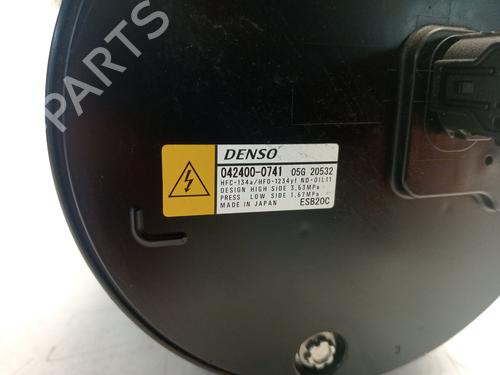 DENSO
042400-0741 05G 20532
HFC-134a/HFO-1234yf ND-OIL11
DESIGN HIGH SIDE 3.53MPa
PRESS LOW SIDE 1.67MPa
MADE IN JAPAN ESB20C